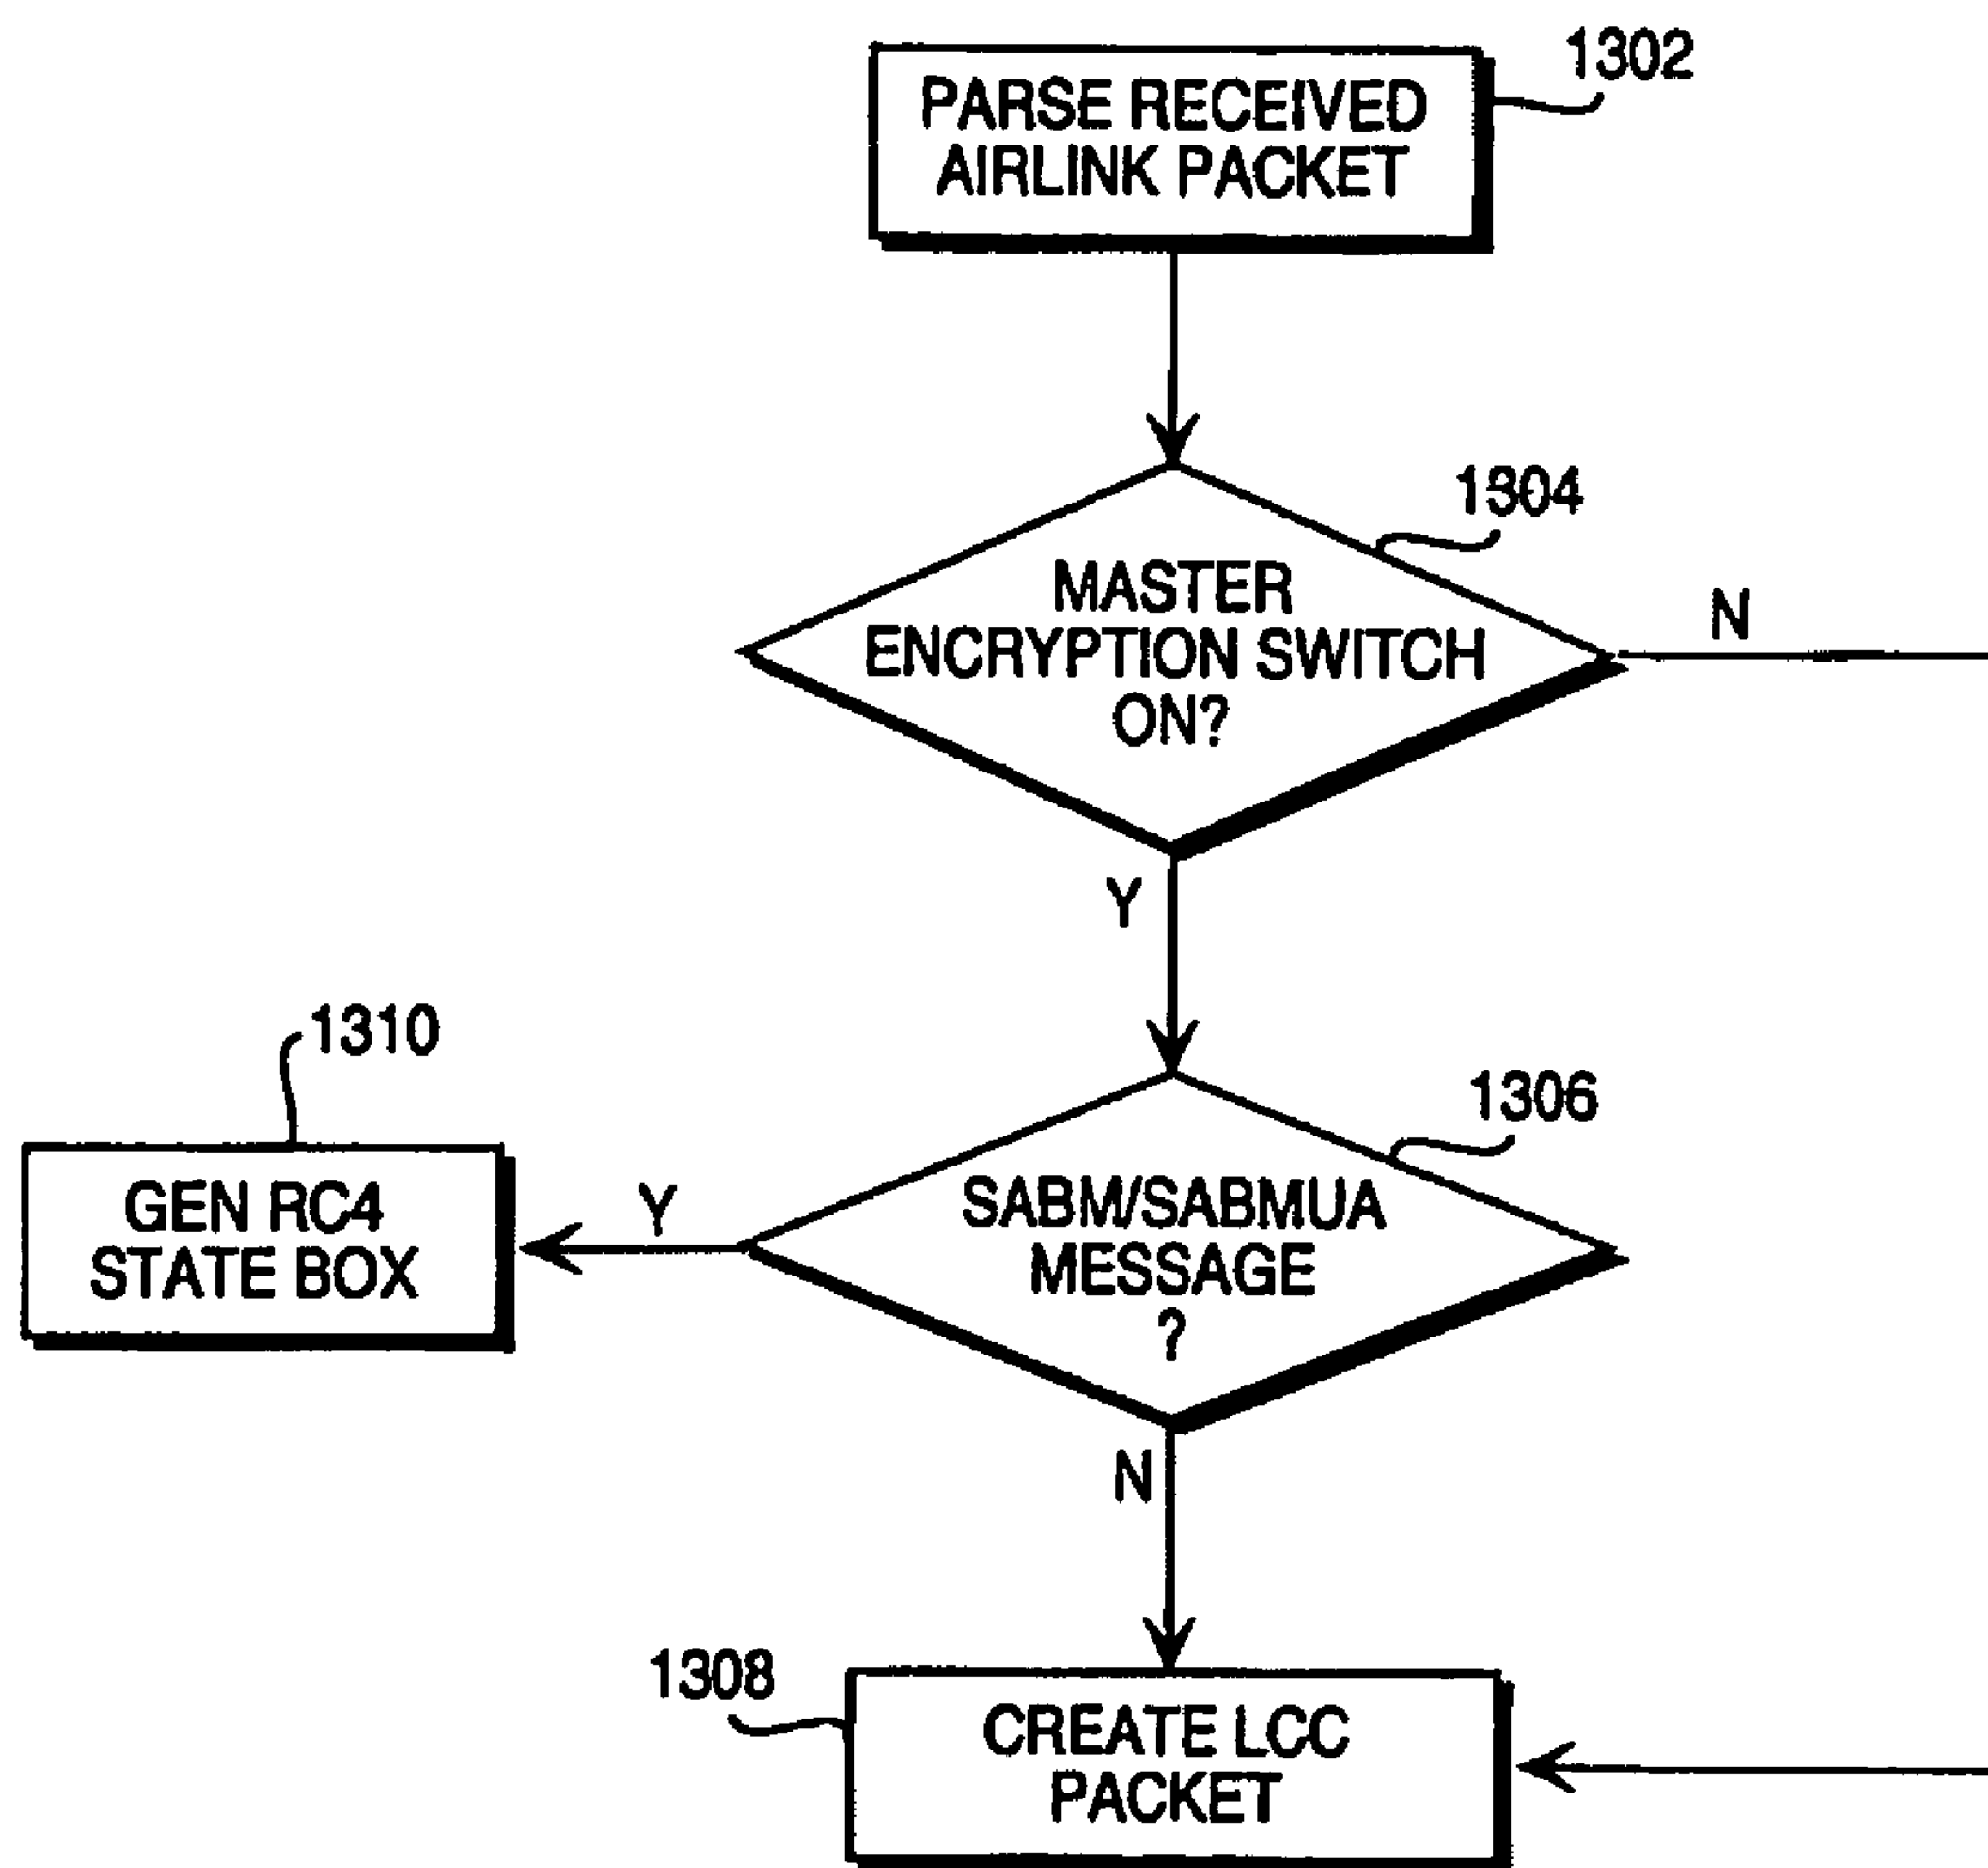 1302
PARSE RECEIVED
AIRLINK PACKET
1304
MASTER
ENCRYPTION SWITCH
ON?
N
Y
1310
1306
GEN RC4
STATE BOX
Y
SABM/SABMUA
MESSAGE
?
N
1308
CREATE LCC
PACKET